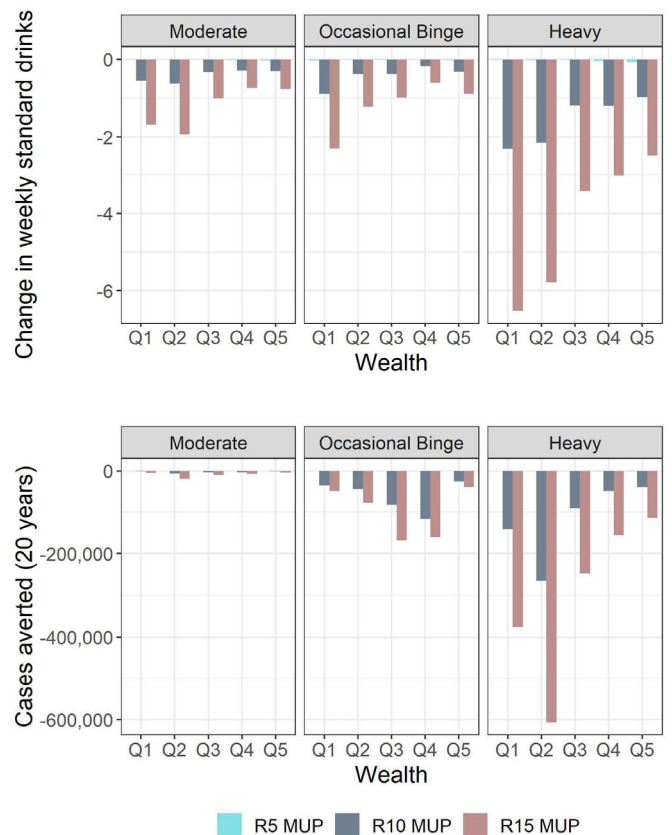 Moderate Occasional Binge Heavy
Change in weekly standard drinks
0
-2
-4
-6
Q1 Q2 Q3 Q4 Q5 Q1 Q2 Q3 Q4 Q5 Q1 Q2 Q3 Q4 Q5
Wealth
Moderate Occasional Binge Heavy
Cases averted (20 years)
0
-200,000
-400,000
-600,000
Q1 Q2 Q3 Q4 Q5 Q1 Q2 Q3 Q4 Q5 Q1 Q2 Q3 Q4 Q5
Wealth
R5 MUP R10 MUP R15 MUP